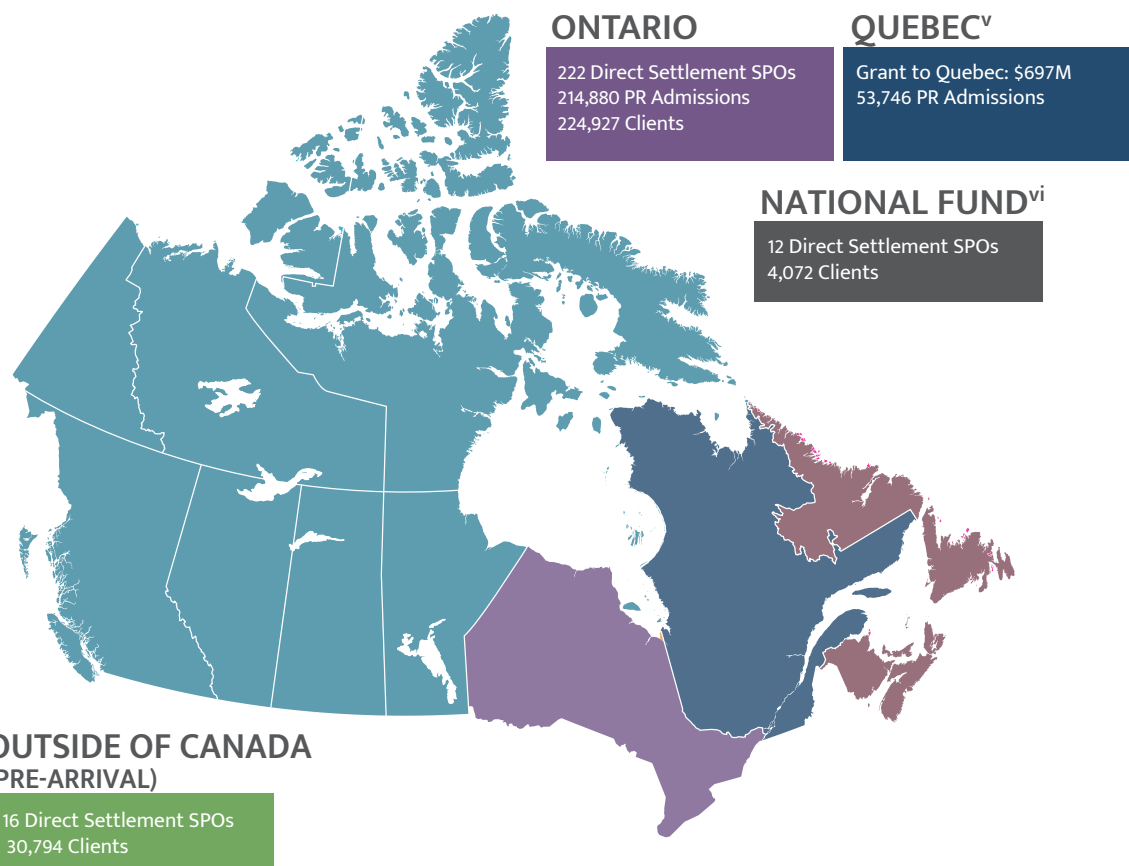 ONTARIO
222 Direct Settlement SPOs
214,880 PR Admissions
224,927 Clients
QUEBECᵛ
Grant to Quebec: $697M
53,746 PR Admissions
NATIONAL FUNDᵛⁱ
12 Direct Settlement SPOs
4,072 Clients
OUTSIDE OF CANADA
PRE-ARRIVAL)
16 Direct Settlement SPOs
30,794 Clients